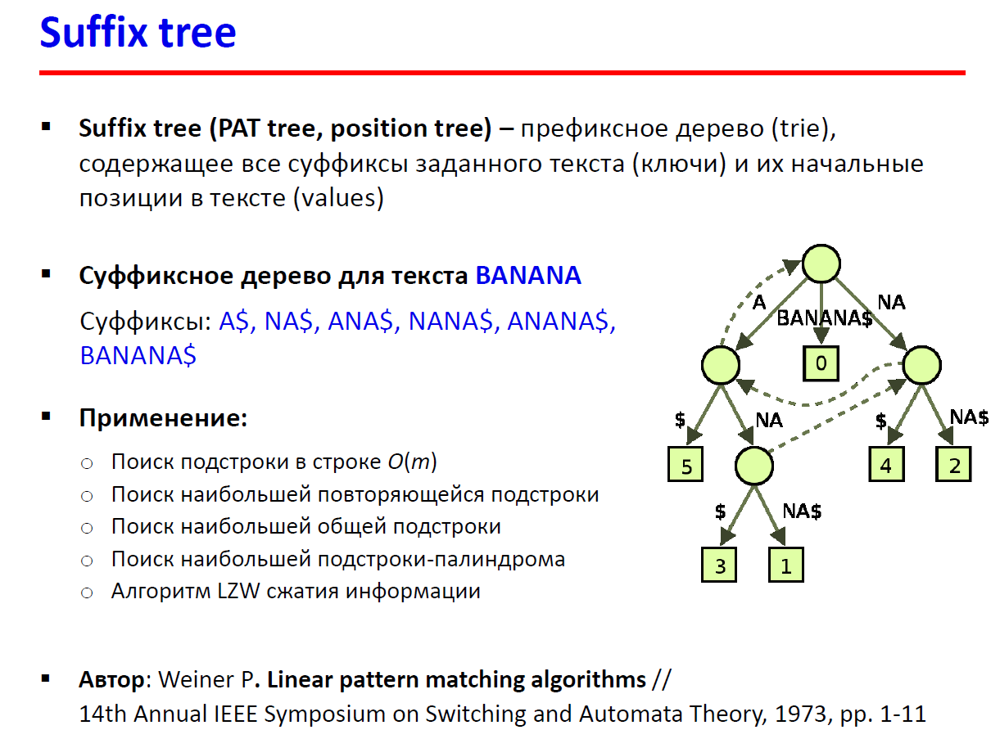 Suffix tree
▪ Suffix tree (PAT tree, position tree) – префиксное дерево (trie),
содержащее все суффиксы заданного текста (ключи) и их начальные
позиции в тексте (values)
▪ Суффиксное дерево для текста BANANA
Суффиксы: A$, NA$, ANA$, NANA$, ANANA$,
BANANA$
▪ Применение:
○ Поиск подстроки в строке O(m)
○ Поиск наибольшей повторяющейся подстроки
○ Поиск наибольшей общей подстроки
○ Поиск наибольшей подстроки-палиндрома
○ Алгоритм LZW сжатия информации
A
BANANA$
NA
0
$
NA
$
NA$
5
4
2
$
NA$
3
1
▪ Автор: Weiner P. Linear pattern matching algorithms //
14th Annual IEEE Symposium on Switching and Automata Theory, 1973, pp. 1-11